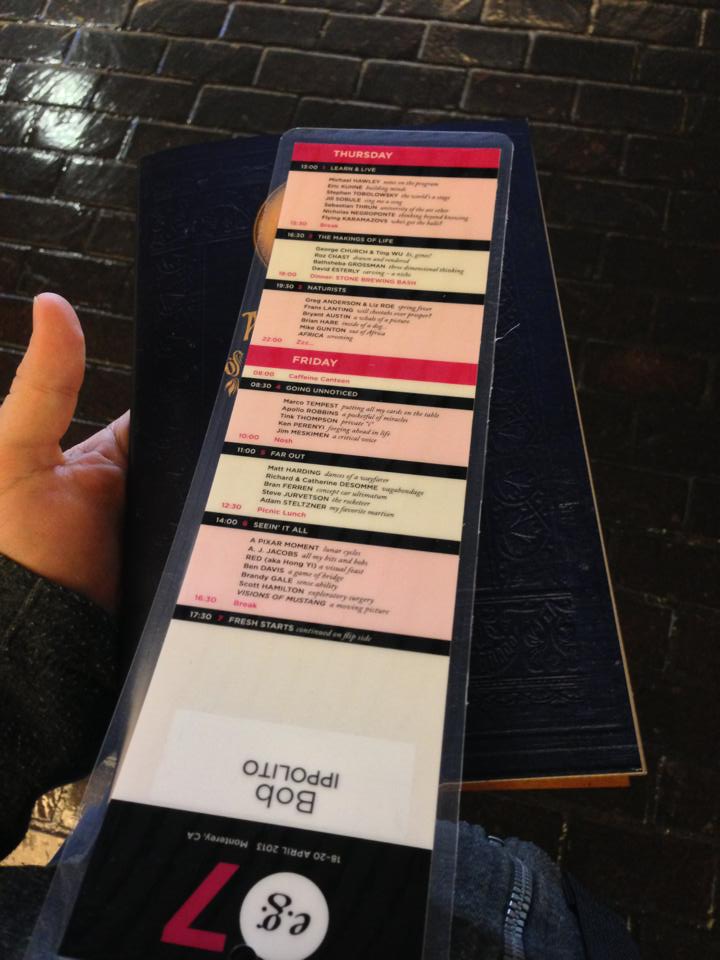 THURSDAY
15:00 1 LEARN & LIVE
Michael HAWLEY notes on the program
Eric KUHNE building minds
Stephen TOBOLOWSKY the world's a stage
Jill SOBULE sing me a song
Sebastian THRUN university of the art other
Nicholas NEGROPONTE thinking beyond knowing
Flying KARAMAZOVS who's got the balls?
Break
16:30 2 THE MAKINGS OF LIFE
George CHURCH & Ting WU hi, genes!
Roz CHAST drawn and rendered
Bathsheba GROSSMAN three dimensional thinking
David ESTERLY carving – a niche
18:00 Dinner: STONE BREWING BASH
19:30 3 NATURISTS
Greg ANDERSON & Liz ROE spring fever
Frans LANTING will cheetahs ever prosper?
Bryant AUSTIN a whale of a picture
Brian HARE inside of a dog...
Mike GUNTON out of Africa
AFRICA screening
22:00 Zzz...
FRIDAY
08:00 Caffeine Canteen
08:30 4 GOING UNNOTICED
Marco TEMPEST putting all my cards on the table
Apollo ROBBINS a pocketful of miracles
Tink THOMPSON private "i"
Ken PERENYI forging ahead in life
Jim MESKIMEN a critical voice
10:00 Nosh
11:00 5 FAR OUT
Matt HARDING dances of a wayfarer
Richard & Catherine DESOMME vagabondage
Bran FERREN concept car ultimatum
Steve JURVETSON the rocketeer
Adam STELTZNER my favorite martian
12:30 Picnic Lunch
14:00 6 SEEIN' IT ALL
A PIXAR MOMENT lunar cycles
A. J. JACOBS all my bits and bobs
RED (aka Hong Yi) a visual feast
Ben DAVIS a game of bridge
Brandy GALE sense ability
Scott HAMILTON exploratory surgery
VISIONS OF MUSTANG a moving picture
16:30 Break
17:30 7 FRESH STARTS continued on flip side
Bob
IPPOLITO
18-20 APRIL 2013 Monterey, CA
e.g.
7